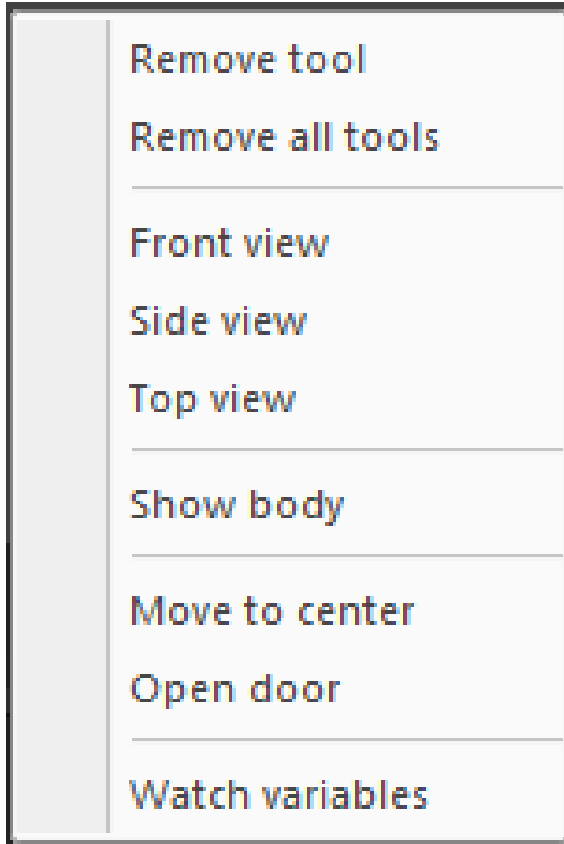 Remove tool
Remove all tools
Front view
Side view
Top view
Show body
Move to center
Open door
Watch variables